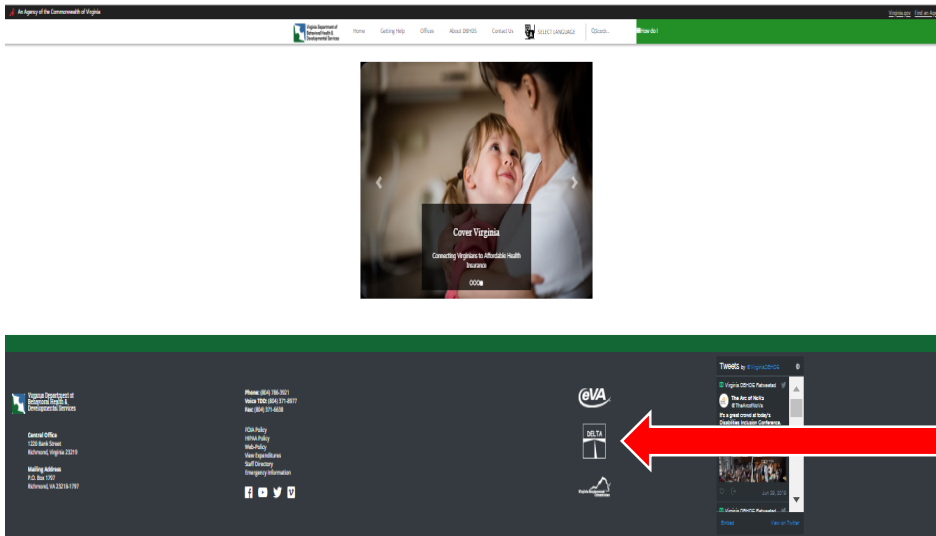 An Agency of the Commonwealth of Virginia
Virginia.gov Find an
Virginia Department of
Behavioral Health &
Developmental Services
Home Getting Help Offices About DBHDS Contact Us SELECT LANGUAGE
How do I
Cover Virginia
Connecting Virginians to Affordable Health
Insurance
Virginia Department of
Behavioral Health &
Developmental Services
Central Office
1220 Bank Street
Richmond, Virginia 23219
Mailing Address
P.O. Box 1797
Richmond, VA 23218-1797
Phone: (804) 786-3921
Voice TDD: (804) 371-8977
Fax: (804) 371-6638
FOIA Policy
HIPAA Policy
Web-Policy
View Expenditures
Staff Directory
Emergency Information
eVA
DELTA
Tweets by @VirginiaDBHDS
Virginia DBHDS Retweeted
The Arc of NoVa
@TheArcofNoVa
It's a great crowd at today's
Disabilities Inclusion Conference.
Jun 28, 2019
Virginia DBHDS Retweeted
Embed View on Twitter